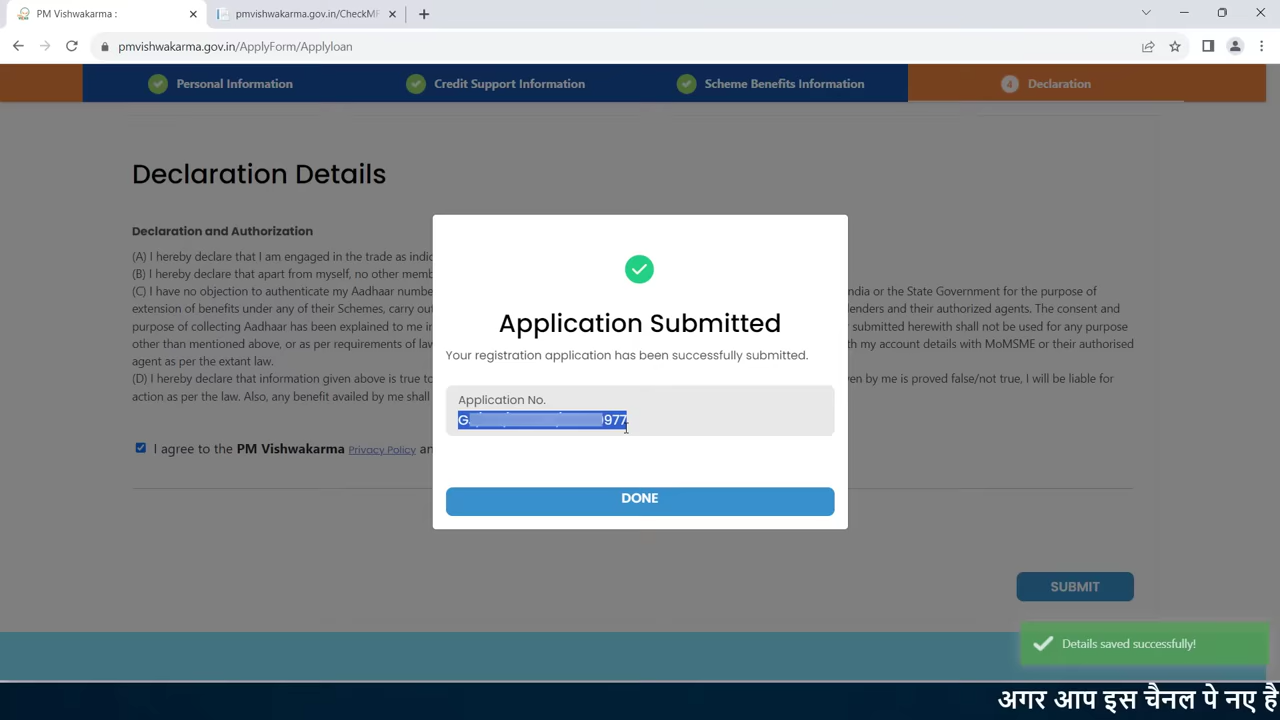 PM Vishwakarma :
pmvishwakarma.gov.in/CheckMF
pmvishwakarma.gov.in/ApplyForm/Applyloan
Personal Information
Credit Support Information
Scheme Benefits Information
4 Declaration
Declaration Details
Declaration and Authorization
(A) I hereby declare that I am engaged in the trade as indic
(B) I hereby declare that apart from myself, no other memb
(C) I have no objection to authenticate my Aadhaar numbe
ndia or the State Government for the purpose of
extension of benefits under any of their Schemes, carry out
lenders and their authorized agents. The consent and
purpose of collecting Aadhaar has been explained to me i
r submitted herewith shall not be used for any purpose
other than mentioned above, or as per requirements of law
h my account details with MoMSME or their authorised
agent as per the extant law.
(D) I hereby declare that information given above is true to
ven by me is proved false/not true, I will be liable for
action as per the law. Also, any benefit availed by me shall
I agree to the PM Vishwakarma Privacy Policy an
Application Submitted
Your registration application has been successfully submitted.
Application No.
G 977
DONE
SUBMIT
Details saved successfully!
अगर आप इस चैनल पे नए है